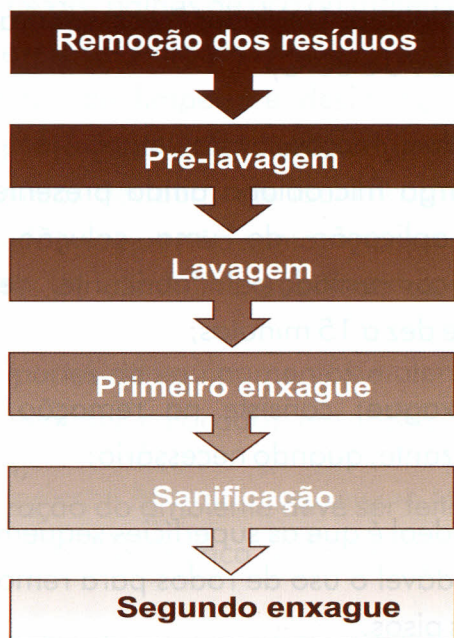 Remoção dos resíduos
Pré-lavagem
Lavagem
Primeiro enxague
Sanificação
Segundo enxague